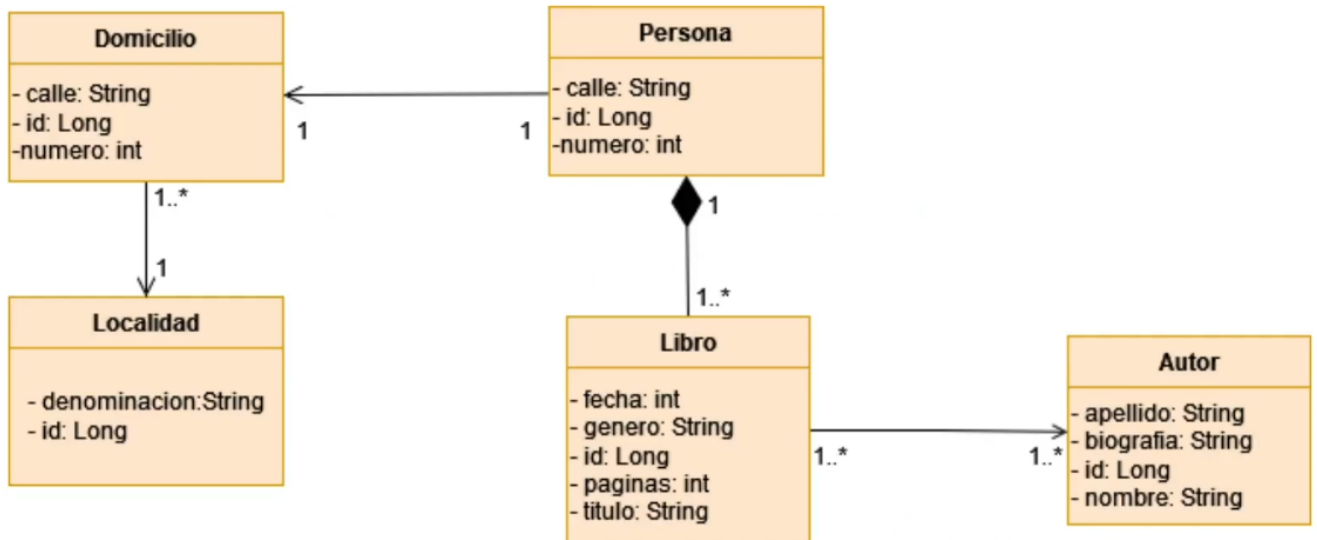 Domicilio
- calle: String
- id: Long
-numero: int
Persona
- calle: String
- id: Long
-numero: int
1
1
1..*
1
Localidad
- denominacion:String
- id: Long
1
1..*
Libro
- fecha: int
- genero: String
- id: Long
- paginas: int
- titulo: String
1..*
1..*
Autor
- apellido: String
- biografia: String
- id: Long
- nombre: String